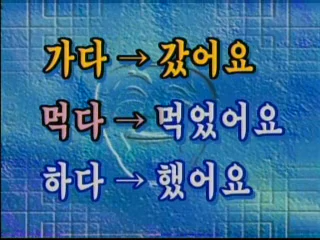 가다 → 갔어요
먹다 → 먹었어요
하다 → 했어요